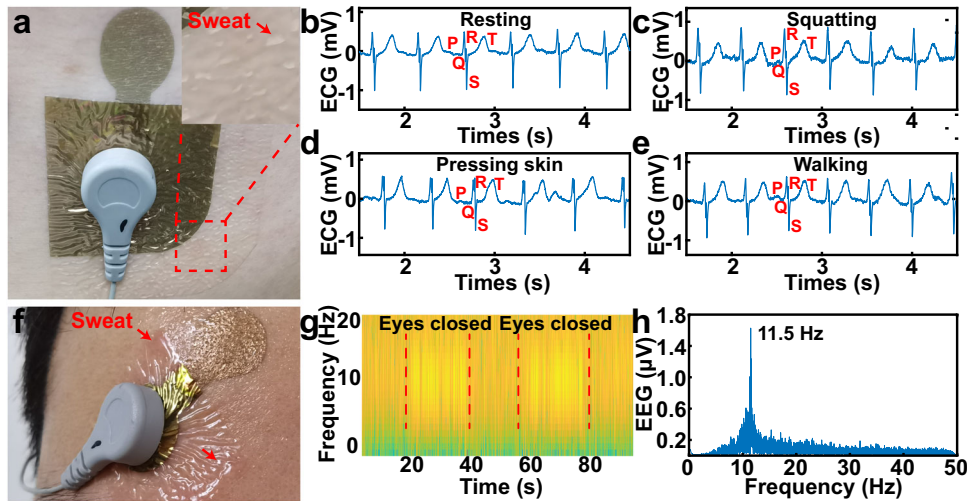 a
Sweat
b
Resting
ECG (mV)
1
0
-1
P
R
T
Q
S
2
3
4
Times (s)
c
Squatting
ECG (mV)
1
0
-1
P
R
T
Q
S
2
3
4
Times (s)
d
Pressing skin
ECG (mV)
1
0
-1
P
R
T
Q
S
2
3
4
Times (s)
e
Walking
ECG (mV)
1
0
-1
P
R
T
Q
S
2
3
4
Times (s)
f
Sweat
g
Eyes closed
Eyes closed
Frequency (Hz)
20
10
0
20
40
60
80
Time (s)
h
11.5 Hz
EEG (μV)
1.8
1.4
1.0
0.6
0.2
0
10
20
30
40
50
Frequency (Hz)